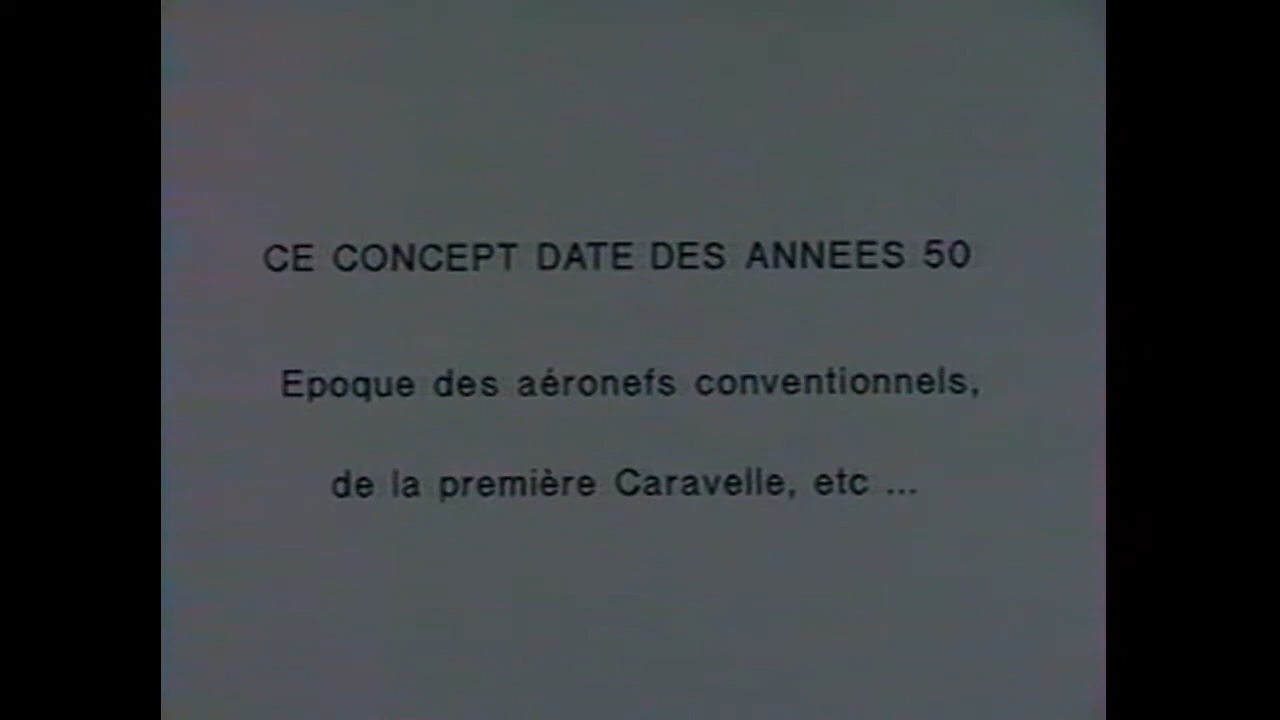 CE CONCEPT DATE DES ANNEES 50
Epoque des aéronefs conventionnels,
de la première Caravelle, etc ...